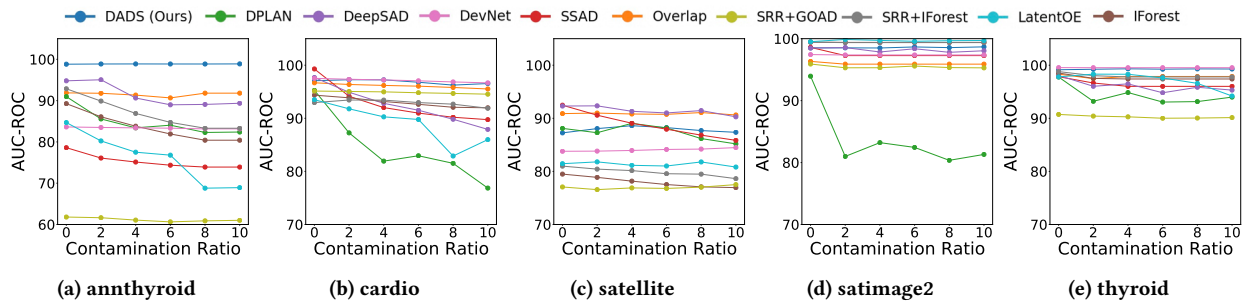 DADS (Ours) DPLAN DeepSAD DevNet SSAD Overlap SRR+GOAD SRR+IForest LatentOE IForest
AUC-ROC
100
90
80
70
60
0 2 4 6 8 10
Contamination Ratio
(a) annthyroid
AUC-ROC
100
90
80
70
0 2 4 6 8 10
Contamination Ratio
(b) cardio
AUC-ROC
100
90
80
70
0 2 4 6 8 10
Contamination Ratio
(c) satellite
AUC-ROC
100
90
80
70
0 2 4 6 8 10
Contamination Ratio
(d) satimage2
AUC-ROC
100
90
80
70
0 2 4 6 8 10
Contamination Ratio
(e) thyroid